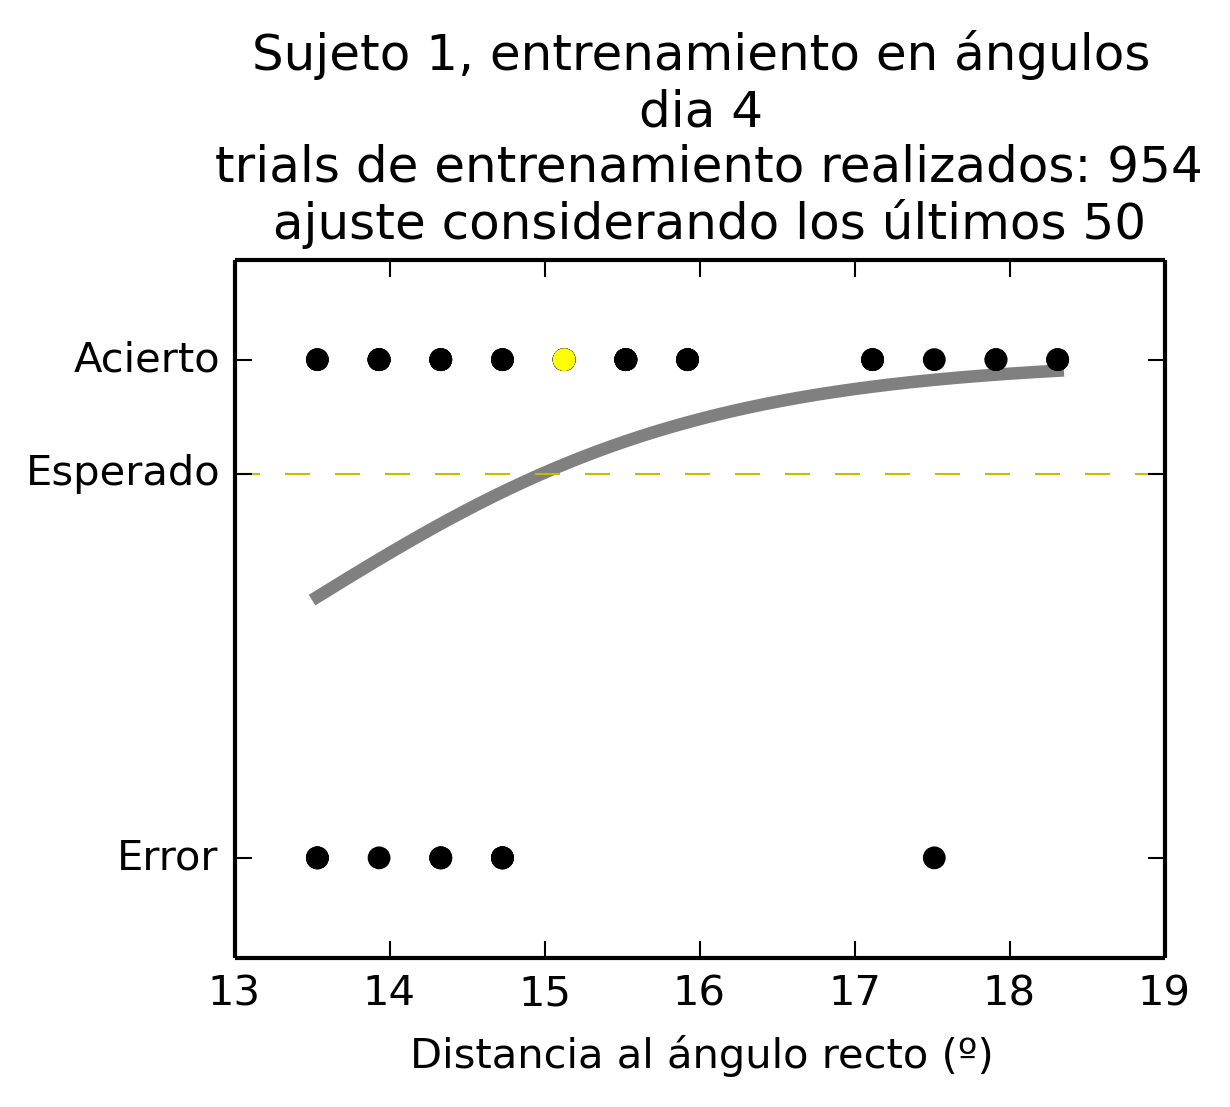 Sujeto 1, entrenamiento en ángulos
dia 4
trials de entrenamiento realizados: 954
ajuste considerando los últimos 50
Acierto
Esperado
Error
13 14 15 16 17 18 19
Distancia al ángulo recto (º)